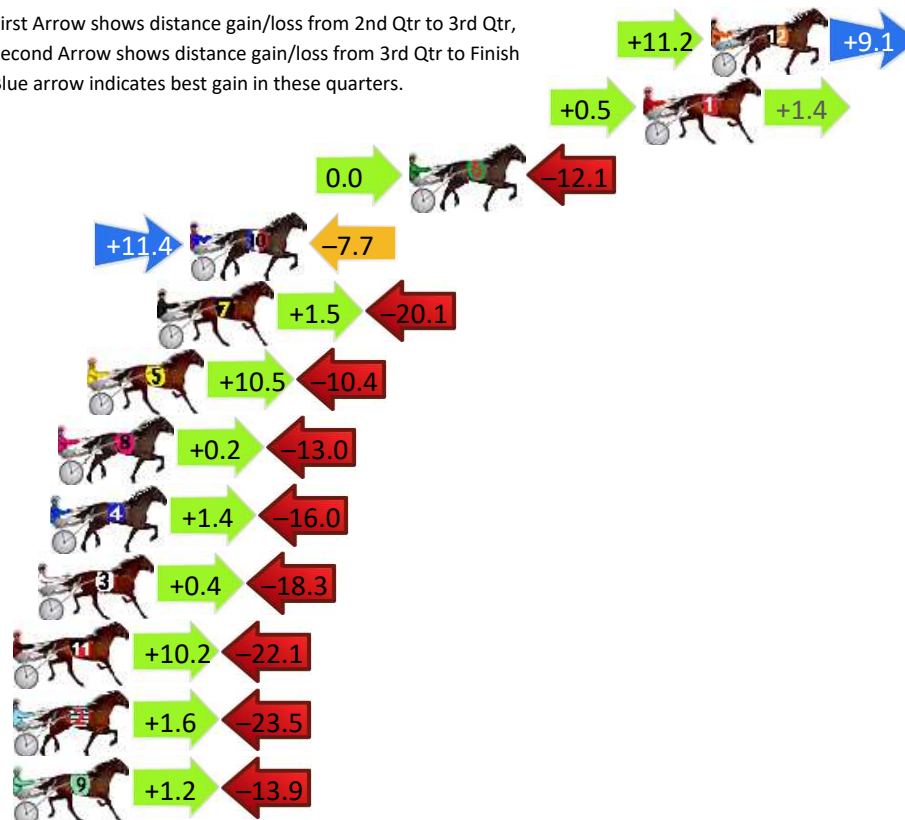 irst Arrow shows distance gain/loss from 2nd Qtr to 3rd Qtr,
econd Arrow shows distance gain/loss from 3rd Qtr to Finish
Blue arrow indicates best gain in these quarters.
+11.2 12 +9.1
+0.5 1 +1.4
0.0 6 –12.1
+11.4 10 –7.7
7 +1.5 –20.1
5 +10.5 –10.4
8 +0.2 –13.0
4 +1.4 –16.0
3 +0.4 –18.3
11 +10.2 –22.1
2 +1.6 –23.5
9 +1.2 –13.9